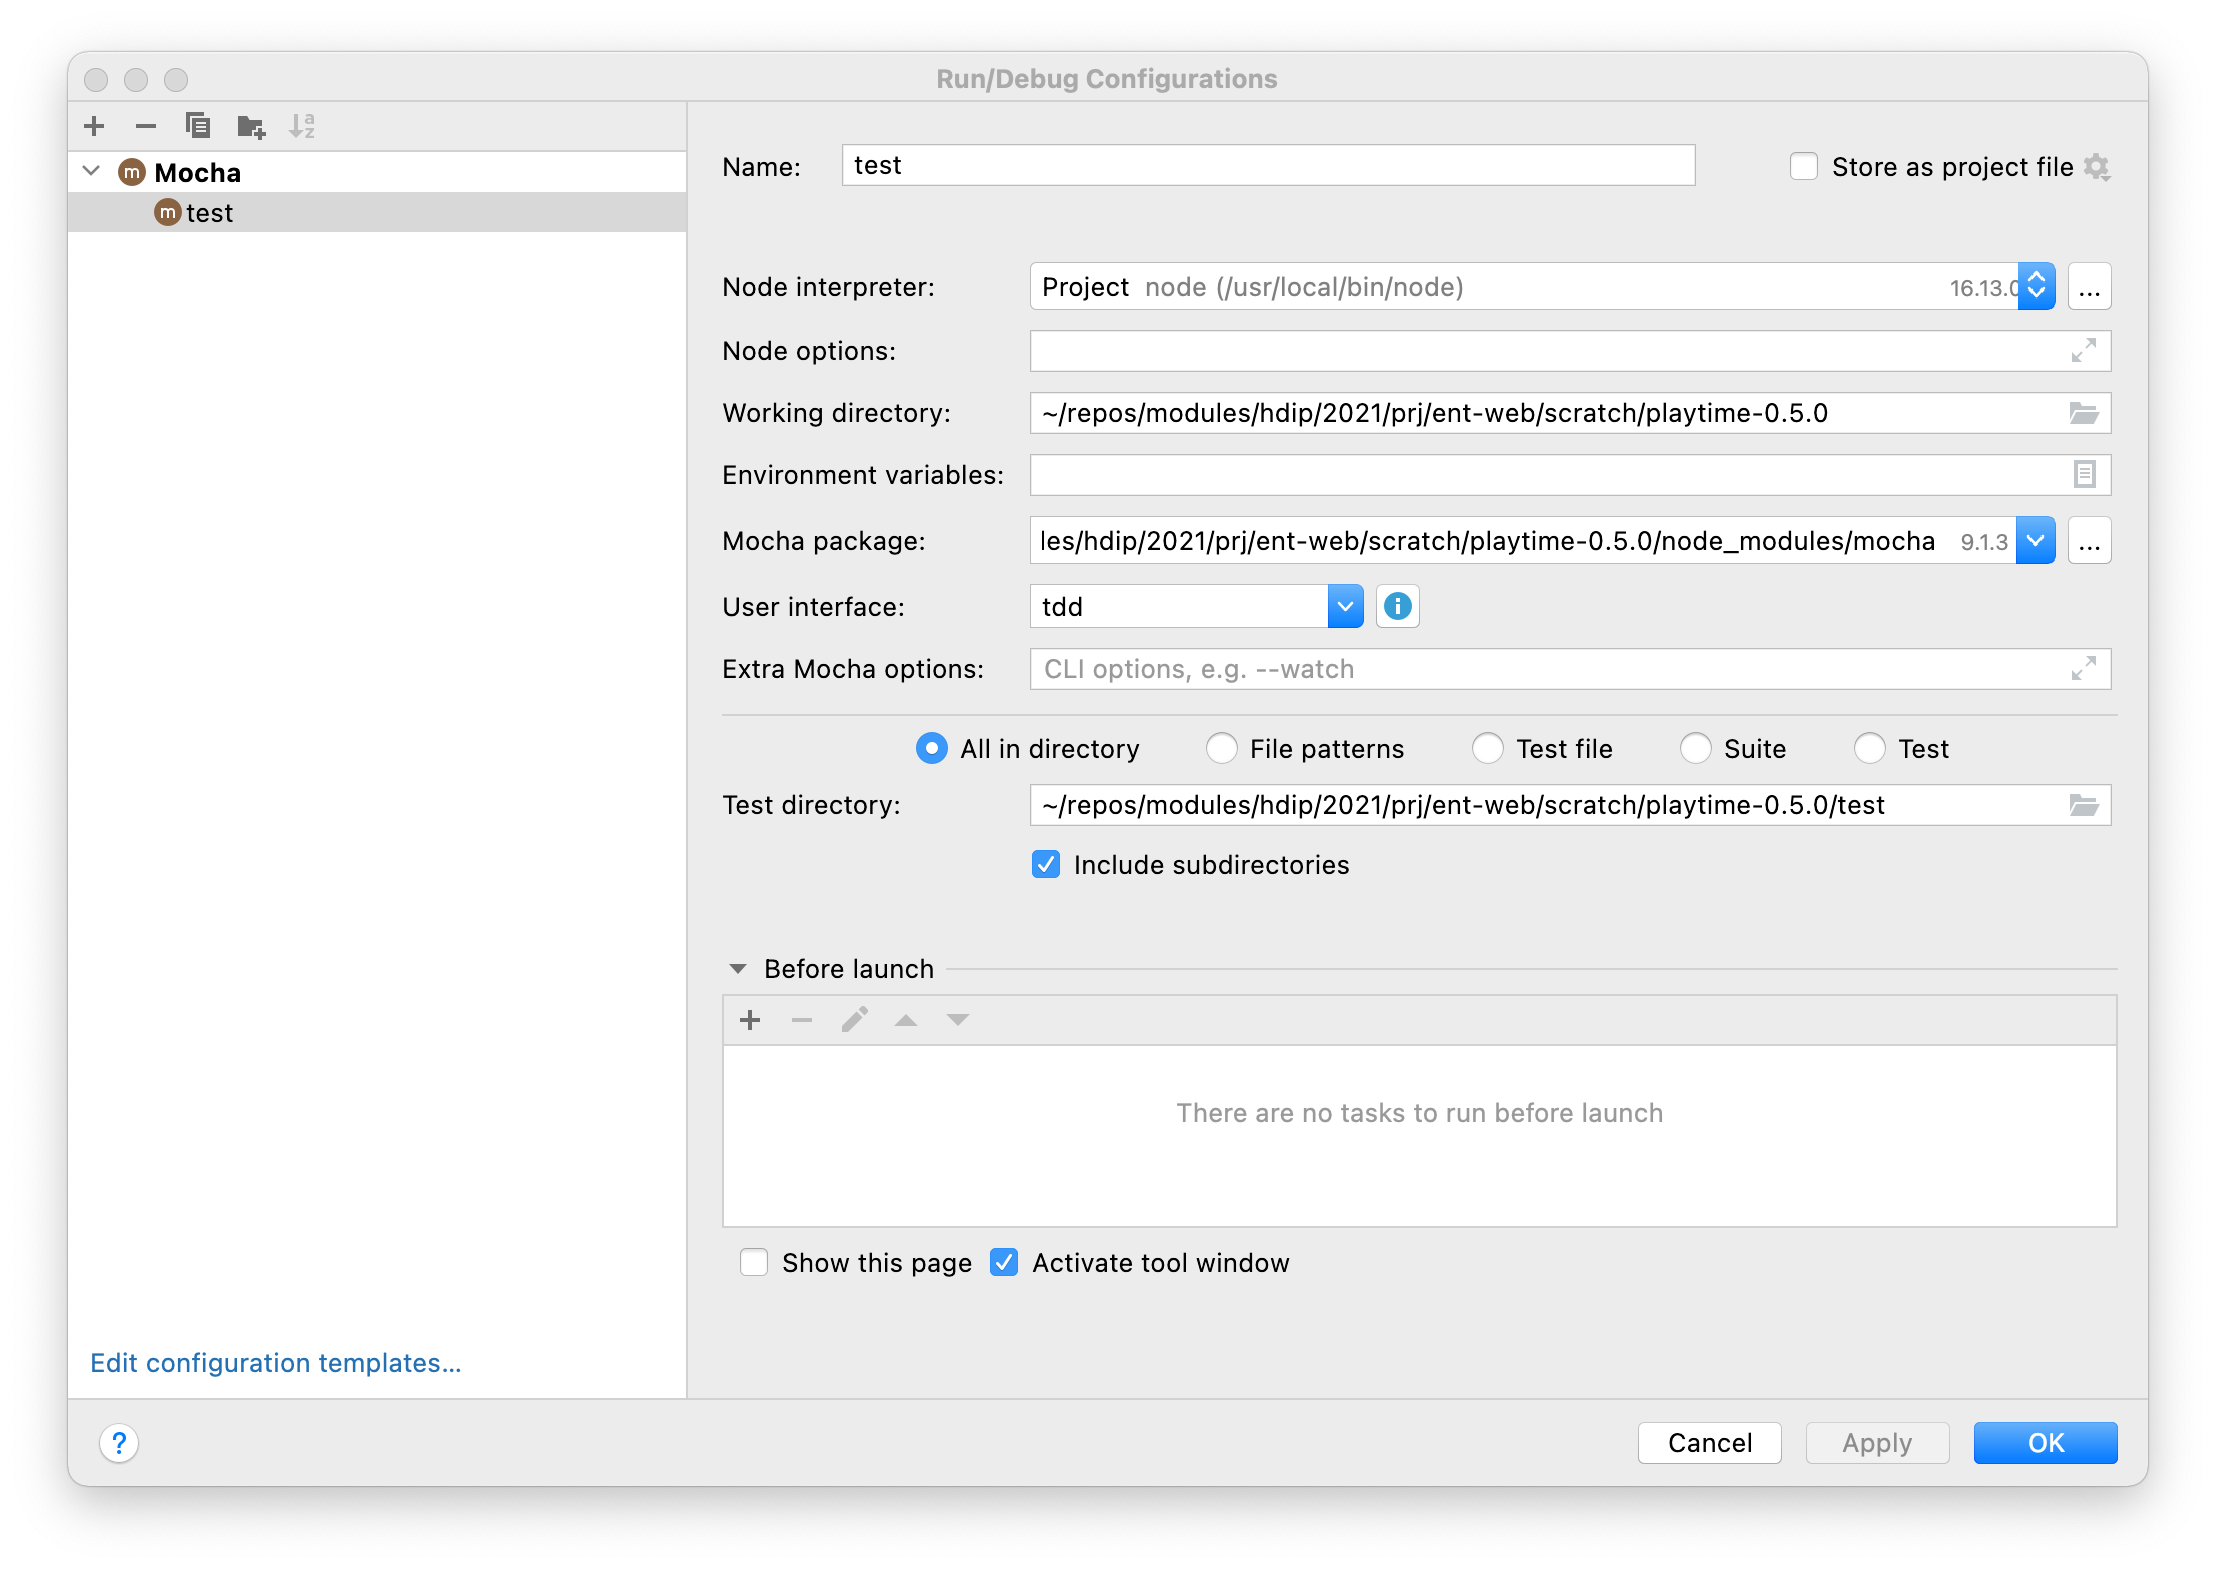 Run/Debug Configurations
Mocha
test
Name: test Store as project file
Node interpreter: Project node (/usr/local/bin/node) 16.13.0 ...
Node options:
Working directory: ~/repos/modules/hdip/2021/prj/ent-web/scratch/playtime-0.5.0
Environment variables:
Mocha package: les/hdip/2021/prj/ent-web/scratch/playtime-0.5.0/node_modules/mocha 9.1.3 ...
User interface: tdd
Extra Mocha options: CLI options, e.g. --watch
All in directory File patterns Test file Suite Test
Test directory: ~/repos/modules/hdip/2021/prj/ent-web/scratch/playtime-0.5.0/test
Include subdirectories
Before launch
There are no tasks to run before launch
Show this page Activate tool window
Edit configuration templates...
? Cancel Apply OK